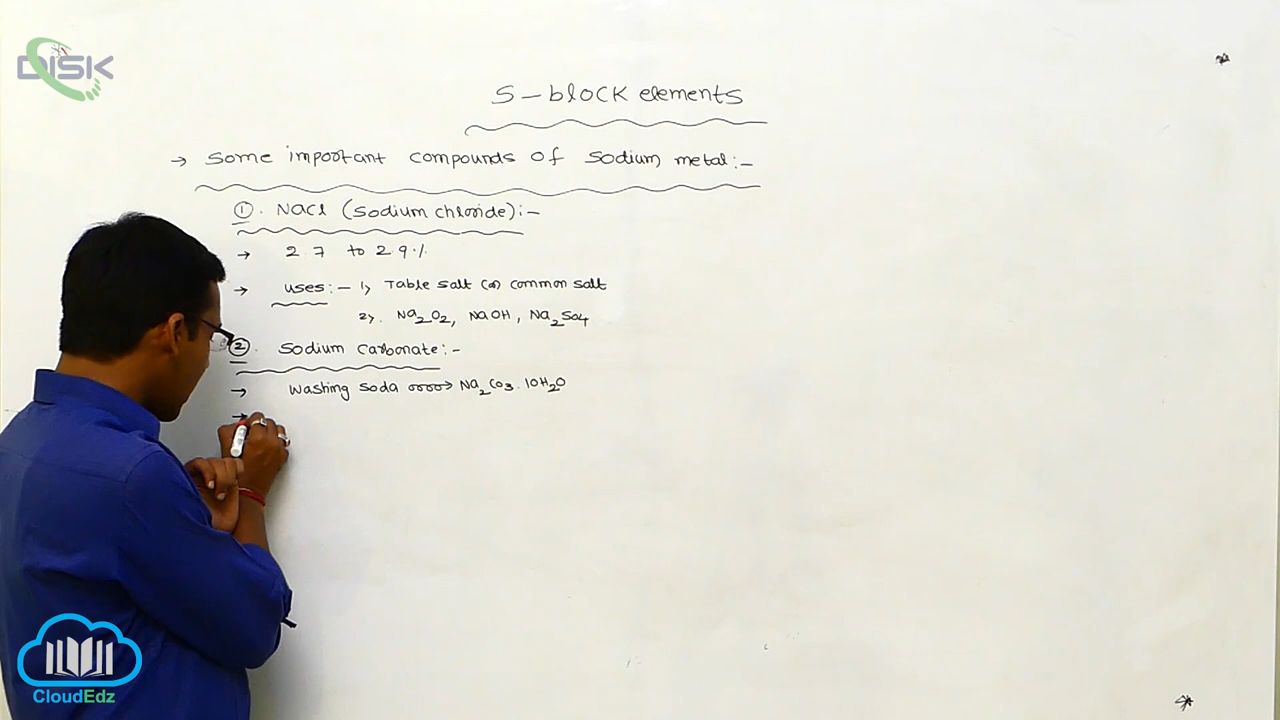 DISK
S-block elements
→ some important compounds of sodium metal:-
①. NaCl (sodium chloride):-
→ 2.7 to 2.9%
→ uses:- 1) Table salt (or) common salt
2). Na2O2, NaOH, Na2SO4
②. sodium carbonate:-
→ washing soda → Na2CO3.10H2O
→
CloudEdz